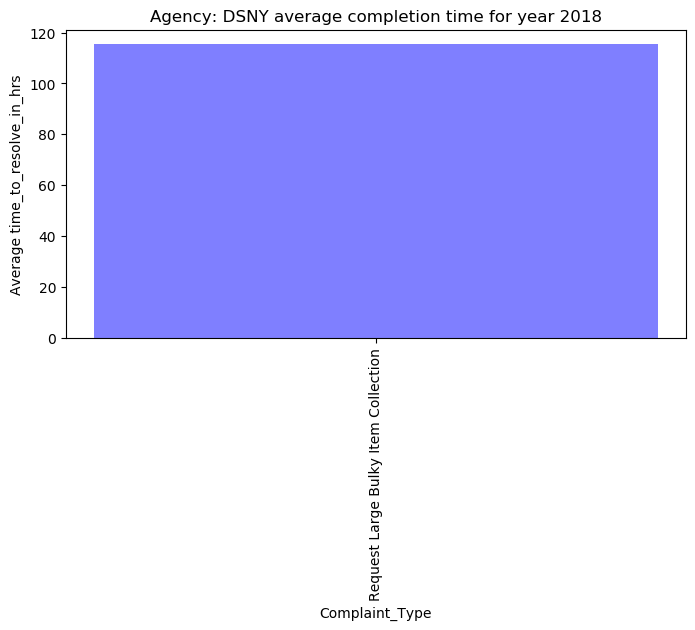 Agency: DSNY average completion time for year 2018
Average time_to_resolve_in_hrs
120
100
80
60
40
20
0
Request Large Bulky Item Collection
Complaint_Type